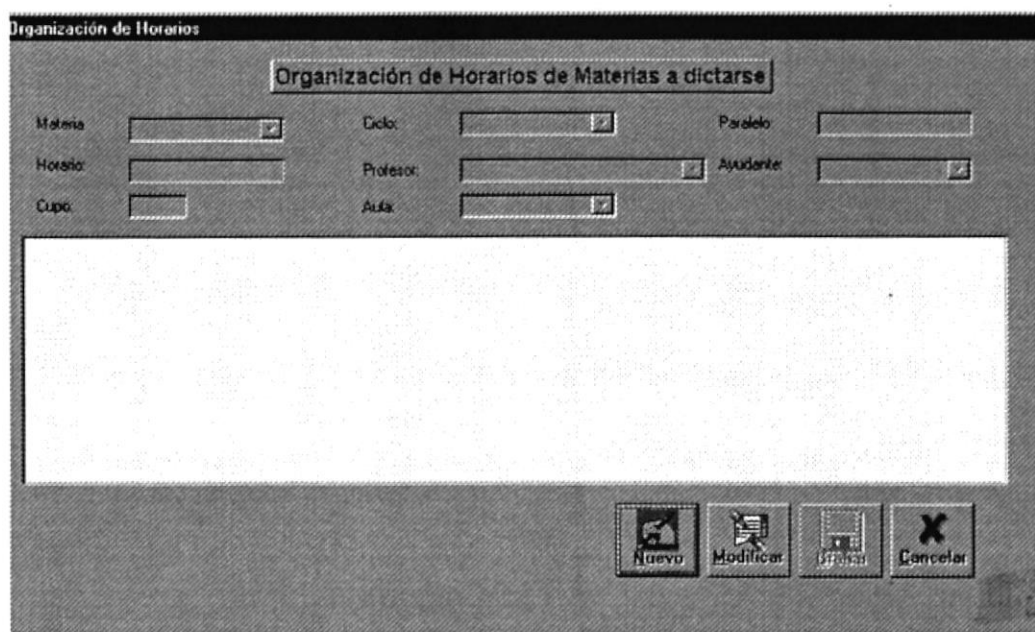 Organización de Horarios
Organización de Horarios de Materias a dictarse
Materia Ciclo: Paralelo:
Horario: Profesor: Ayudante:
Cupo: Aula:
Nuevo Modificar Grabar Cancelar